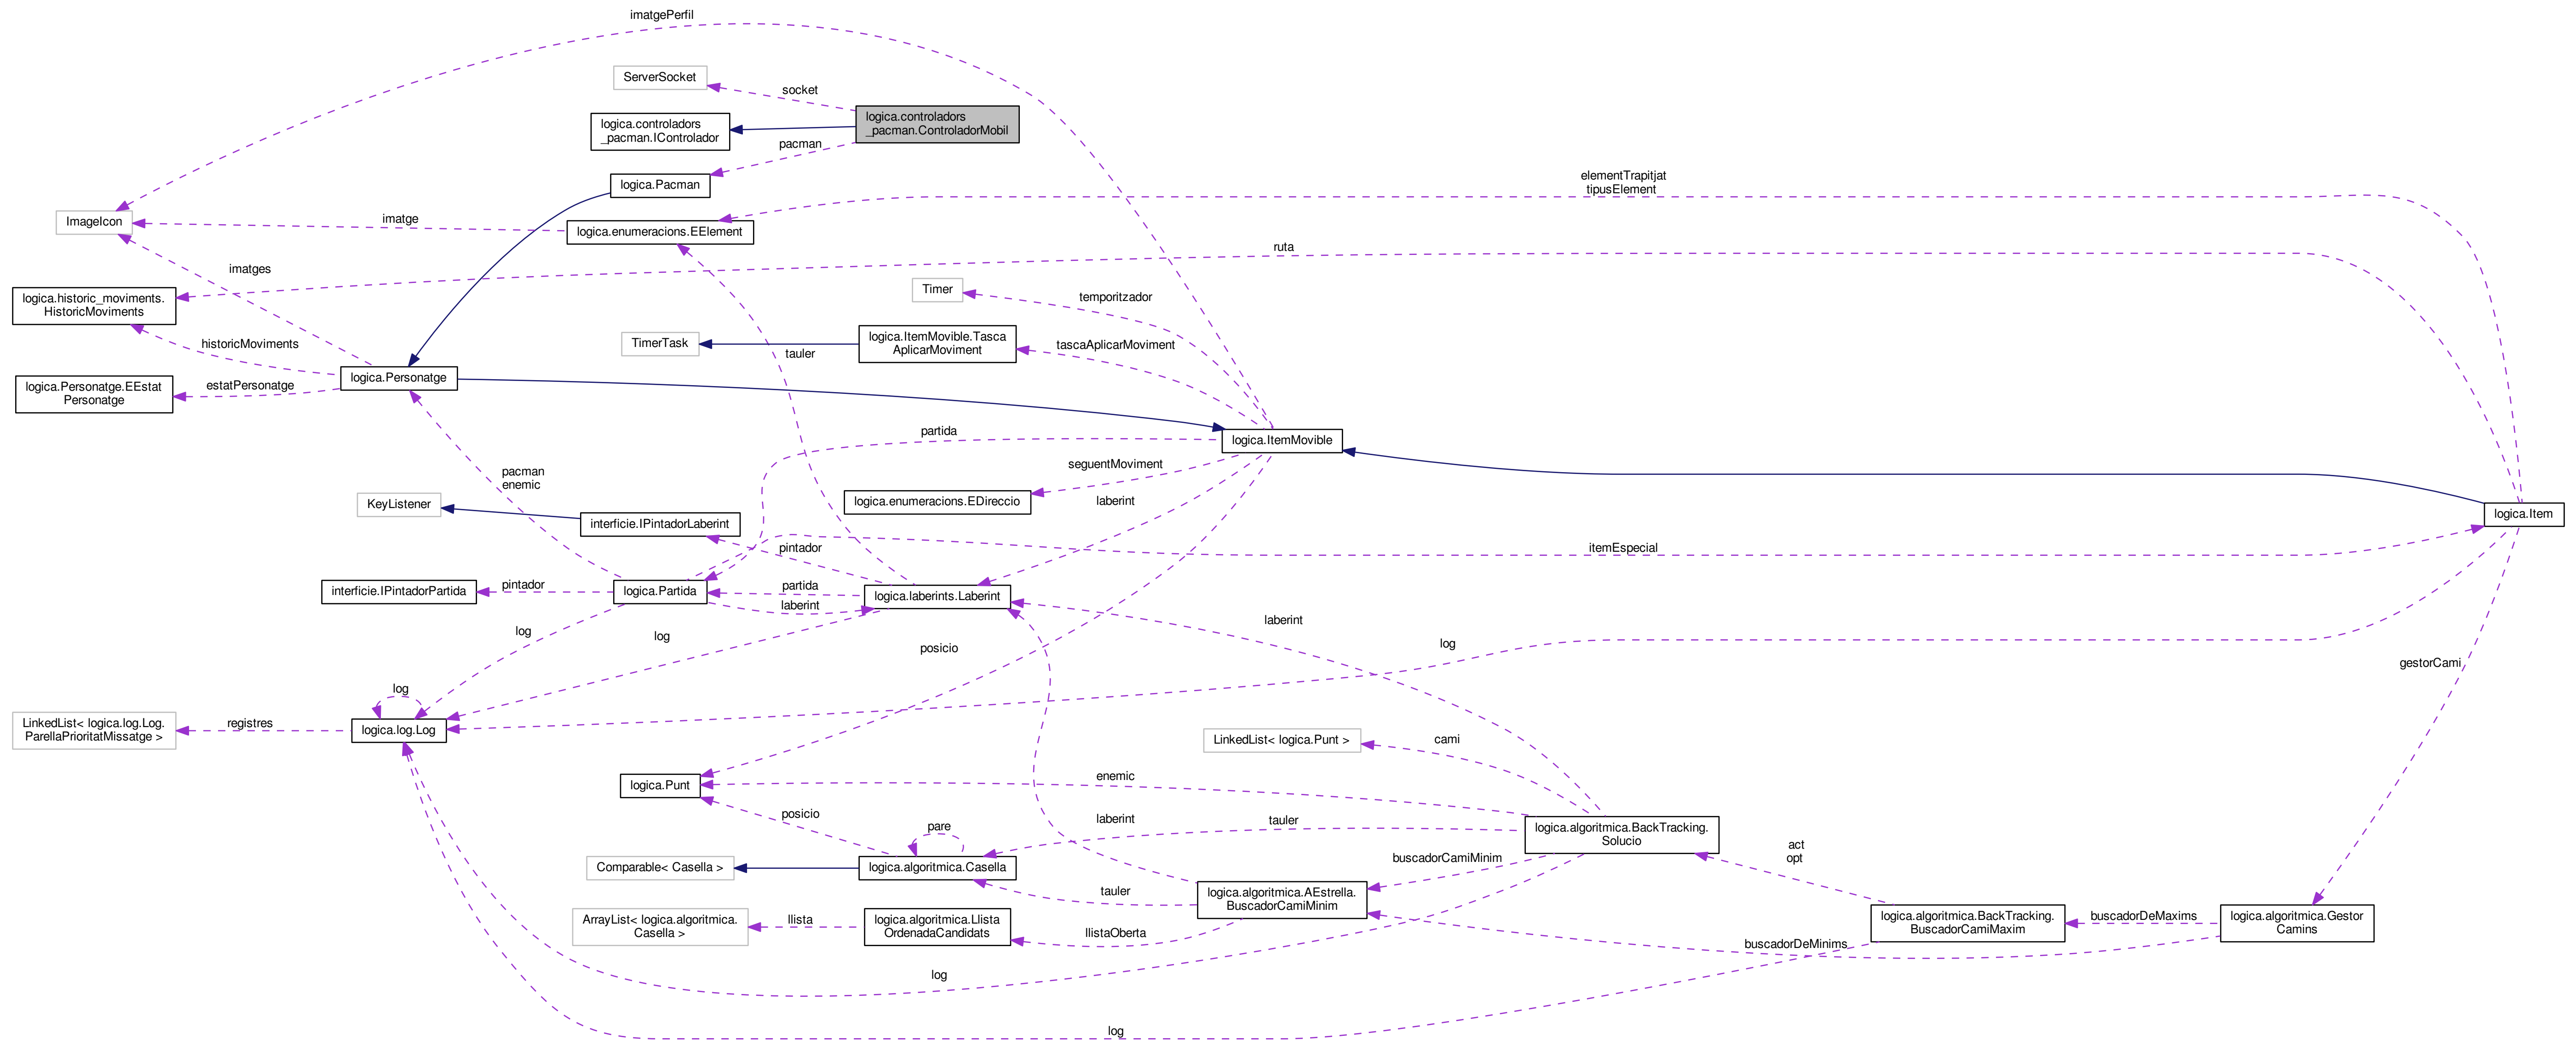 imatgePerfil
ServerSocket
socket
logica.controladors
_pacman.ControladorMobil
logica.controladors
_pacman.IControlador
pacman
logica.Pacman
elementTrapitjat
tipusElement
ImageIcon
imatge
logica.enumeracions.EElement
ruta
imatges
Timer
temporitzador
logica.historic_moviments.
HistoricMoviments
historicMoviments
TimerTask
logica.ItemMovible.Tasca
AplicarMoviment
tascaAplicarMoviment
tauler
logica.Personatge
logica.Personatge.EEstat
Personatge
estatPersonatge
partida
logica.ItemMovible
pacman
enemic
seguentMoviment
logica.enumeracions.EDireccio
laberint
KeyListener
interficie.IPintadorLaberint
logica.Item
pintador
itemEspecial
interficie.IPintadorPartida
pintador
logica.Partida
partida
laberint
logica.laberints.Laberint
laberint
log
log
posicio
log
gestorCami
log
LinkedList< logica.log.Log.
ParellaPrioritatMissatge >
registres
logica.log.Log
LinkedList< logica.Punt >
cami
logica.Punt
enemic
posicio
pare
laberint
tauler
logica.algoritmica.BackTracking.
Solucio
act
opt
Comparable< Casella >
logica.algoritmica.Casella
buscadorCamiMinim
tauler
logica.algoritmica.AEstrella.
BuscadorCamiMinim
ArrayList< logica.algoritmica.
Casella >
llista
logica.algoritmica.Llista
OrdenadaCandidats
llistaOberta
logica.algoritmica.BackTracking.
BuscadorCamiMaxim
buscadorDeMaxims
logica.algoritmica.Gestor
Camins
buscadorDeMinims
log
log